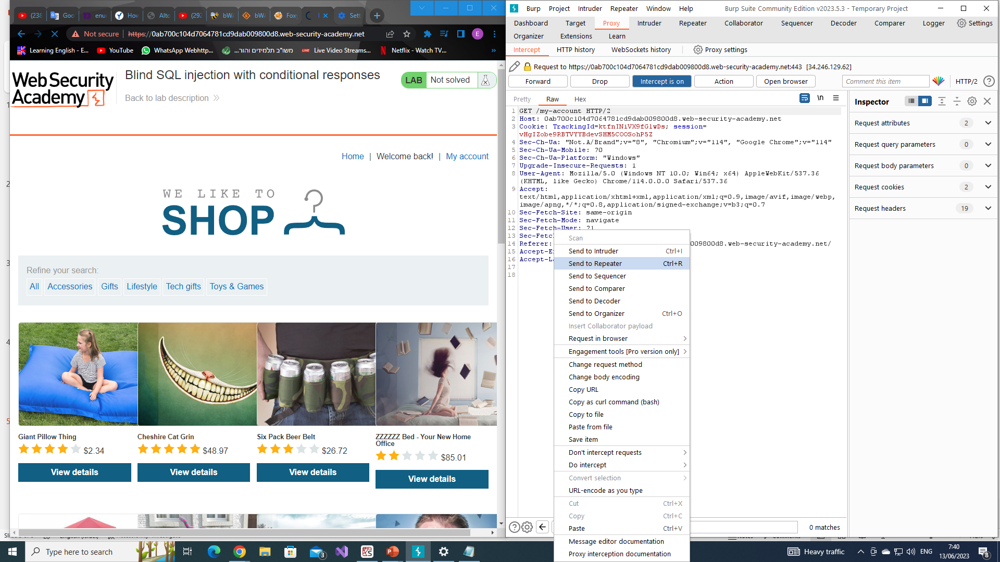 (238
Goo
enu
Hov
Alto
(292
bWA
bWA
Fox
I
Sett
Not secure
https://0ab700c104d7064781cd9dab009800d8.web-security-academy.net
E
Learning English - E...
YouTube
WhatsApp Webhttp...
משו"ב תלמידים והור...
Live Video Streams...
Netflix - Watch TV...
Web Security
Academy
Blind SQL injection with conditional responses
Back to lab description
LAB
Not solved
Home | Welcome back! | My account
WE LIKE TO
SHOP
Refine your search:
All
Accessories
Gifts
Lifestyle
Tech gifts
Toys & Games
Giant Pillow Thing
$2.34
View details
Cheshire Cat Grin
$48.97
View details
Six Pack Beer Belt
$26.72
View details
ZZZZZZ Bed - Your New Home
Office
$85.01
View details
1
2
3
4
5
Burp Project Intruder Repeater Window Help
Burp Suite Community Edition v2023.5.3 - Temporary Project
Dashboard Target Proxy Intruder Repeater Collaborator Sequencer Decoder Comparer Logger Settings
Organizer Extensions Learn
Intercept HTTP history WebSockets history Proxy settings
Request to https://0ab700c104d7064781cd9dab009800d8.web-security-academy.net:443 [34.246.129.62]
Forward Drop Intercept is on Action Open browser Comment this item HTTP/2
Pretty Raw Hex \n
1 GET /my-account HTTP/2
2 Host: 0ab700c104d7064781cd9dab009800d8.web-security-academy.net
3 Cookie: TrackingId=ktfnINiVX9fGlwDs; session=
vHgIZobe9RBTVYYBdevSHM5COOSohP5Z
4 Sec-Ch-Ua: "Not.A/Brand";v="8", "Chromium";v="114", "Google Chrome";v="114"
5 Sec-Ch-Ua-Mobile: ?0
6 Sec-Ch-Ua-Platform: "Windows"
7 Upgrade-Insecure-Requests: 1
8 User-Agent: Mozilla/5.0 (Windows NT 10.0; Win64; x64) AppleWebKit/537.36
(KHTML, like Gecko) Chrome/114.0.0.0 Safari/537.36
9 Accept:
text/html,application/xhtml+xml,application/xml;q=0.9,image/avif,image/webp,
image/apng,*/*;q=0.8,application/signed-exchange;v=b3;q=0.7
10 Sec-Fetch-Site: same-origin
11 Sec-Fetch-Mode: navigate
12 Sec-Fetch-User: ?1
13 Sec-Fetc
14 Referer: 009800d8.web-security-academy.net/
15 Accept-E
16 Accept-L
17
18
Scan
Send to Intruder Ctrl+I
Send to Repeater Ctrl+R
Send to Sequencer
Send to Comparer
Send to Decoder
Send to Organizer Ctrl+O
Insert Collaborator payload
Request in browser
Engagement tools [Pro version only]
Change request method
Change body encoding
Copy URL
Copy as curl command (bash)
Copy to file
Paste from file
Save item
Don't intercept requests
Do intercept
Convert selection
URL-encode as you type
Cut Ctrl+X
Copy Ctrl+C
Paste Ctrl+V
Message editor documentation
Proxy interception documentation
0 matches
Inspector
Request attributes 2
Request query parameters 0
Request body parameters 0
Request cookies 2
Request headers 19
Type here to search
3
Heavy traffic
ENG
7:40
13/06/2023
8